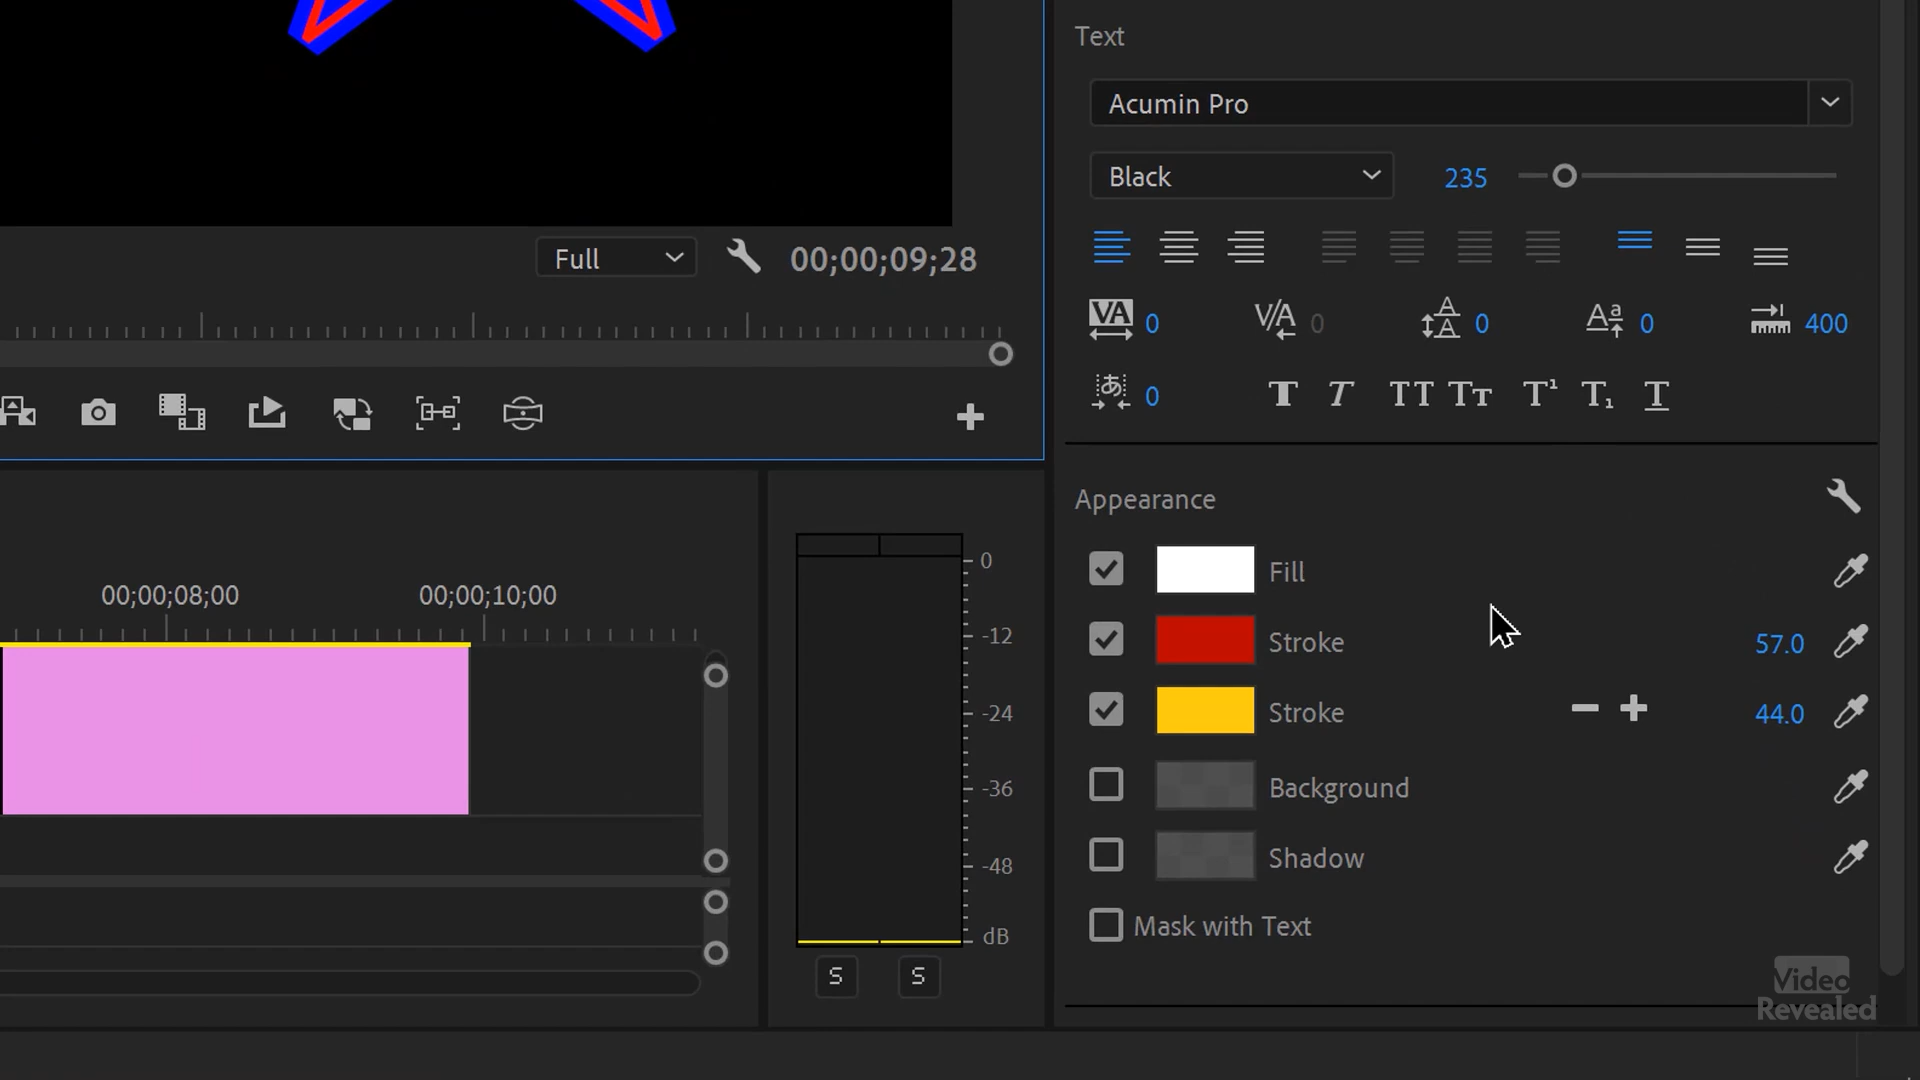 Text
Acumin Pro
Black
235
Full
00;00;09;28
0
0
0
0
400
0
Appearance
Fill
Stroke
57.0
Stroke
44.0
Background
Shadow
Mask with Text
00;00;08;00
00;00;10;00
0
-12
-24
-36
-48
dB
S S
Video
Revealed